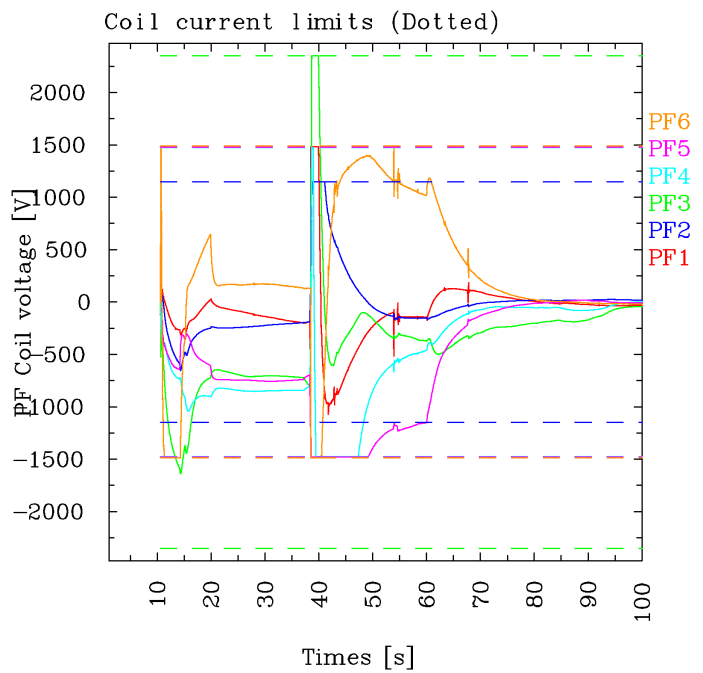 Coil current limits (Dotted)
PF Coil voltage [V]
2000
1500
1000
500
0
−500
−1000
−1500
−2000
PF6
PF5
PF4
PF3
PF2
PF1
10 20 30 40 50 60 70 80 90 100
Times [s]